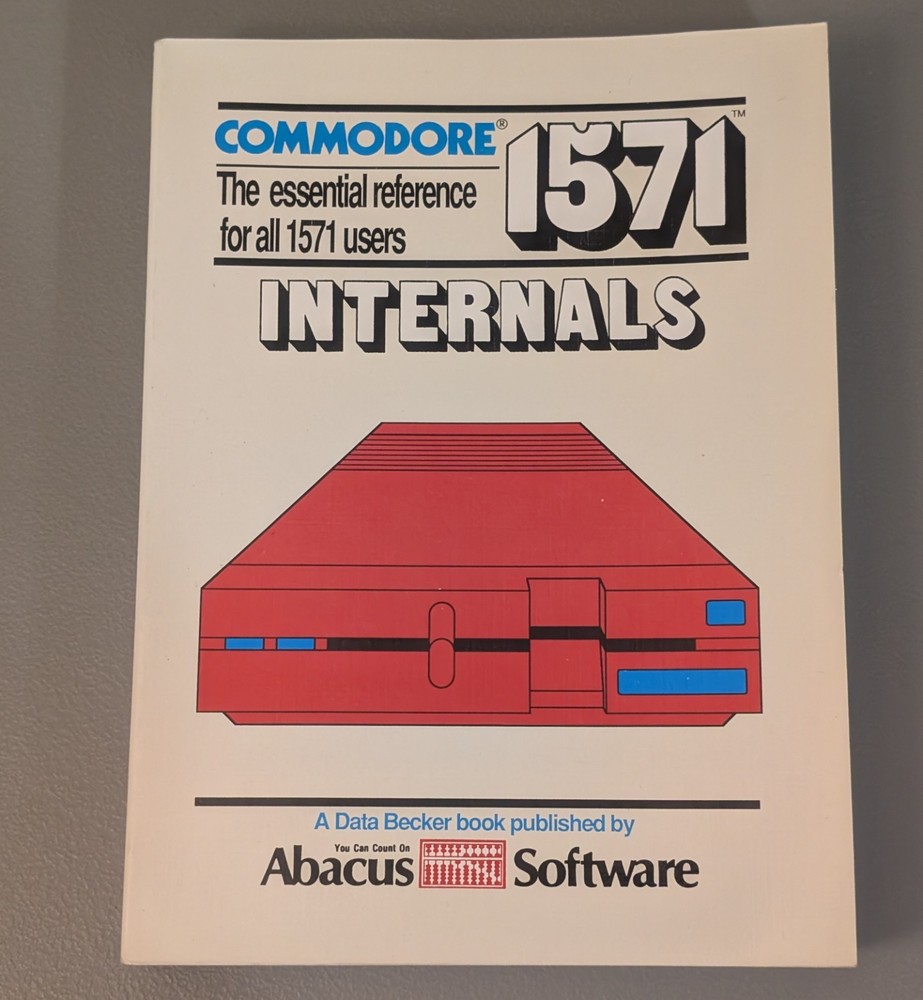 COMMODORE® 1571™
The essential reference
for all 1571 users
INTERNALS
A Data Becker book published by
You Can Count On
Abacus Software